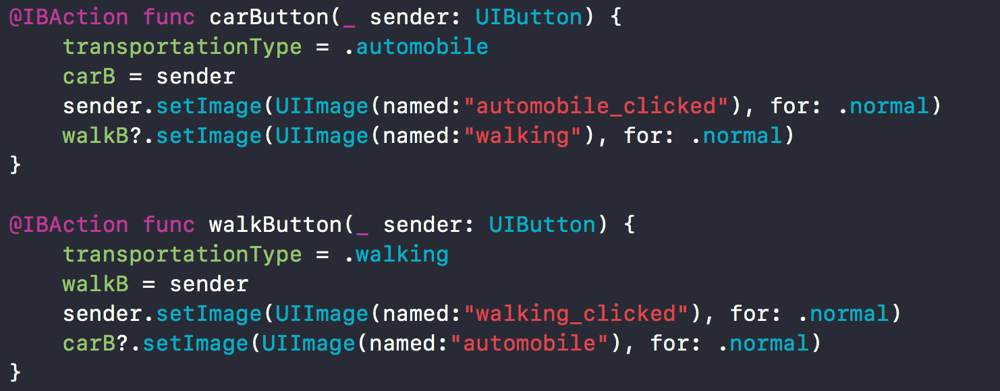 @IBAction func carButton(_ sender: UIButton) {
    transportationType = .automobile
    carB = sender
    sender.setImage(UIImage(named:"automobile_clicked"), for: .normal)
    walkB?.setImage(UIImage(named:"walking"), for: .normal)
}
@IBAction func walkButton(_ sender: UIButton) {
    transportationType = .walking
    walkB = sender
    sender.setImage(UIImage(named:"walking_clicked"), for: .normal)
    carB?.setImage(UIImage(named:"automobile"), for: .normal)
}